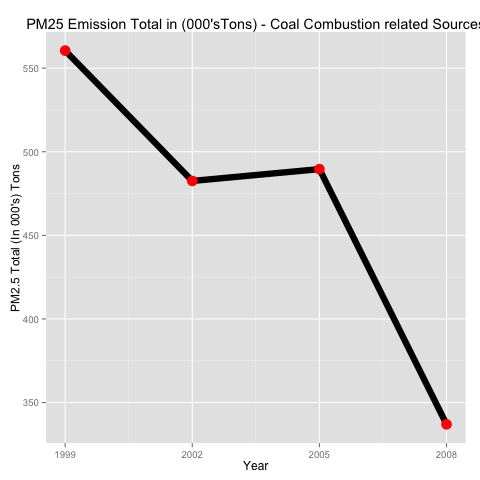 PM25 Emission Total in (000'sTons) - Coal Combustion related Sources
PM2.5 Total (In 000's) Tons
550
500
450
400
350
1999 2002 2005 2008
Year